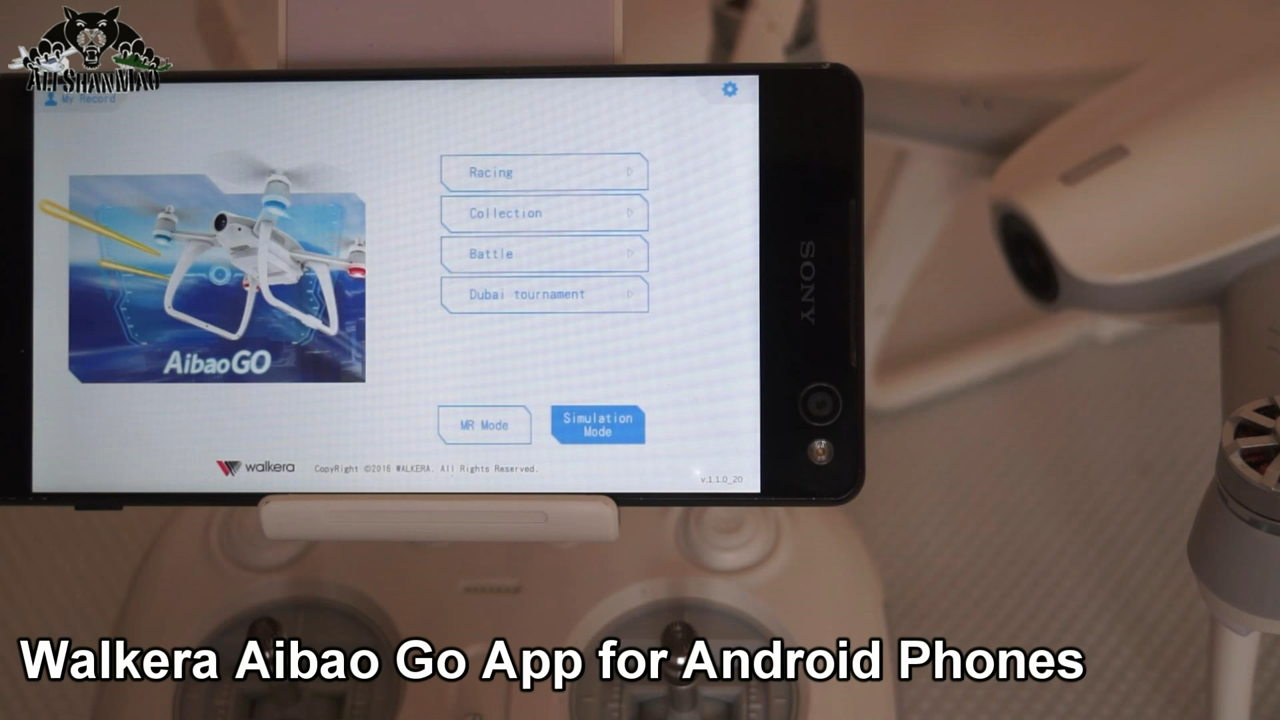 ALI SHANMAO
My Record
Racing
Collection
Battle
Dubai tournament
AibaoGO
MR Mode
Simulation
Mode
walkera
CopyRight ©2016 WALKERA. All Rights Reserved.
v.1.1.0_20
SONY
Walkera Aibao Go App for Android Phones